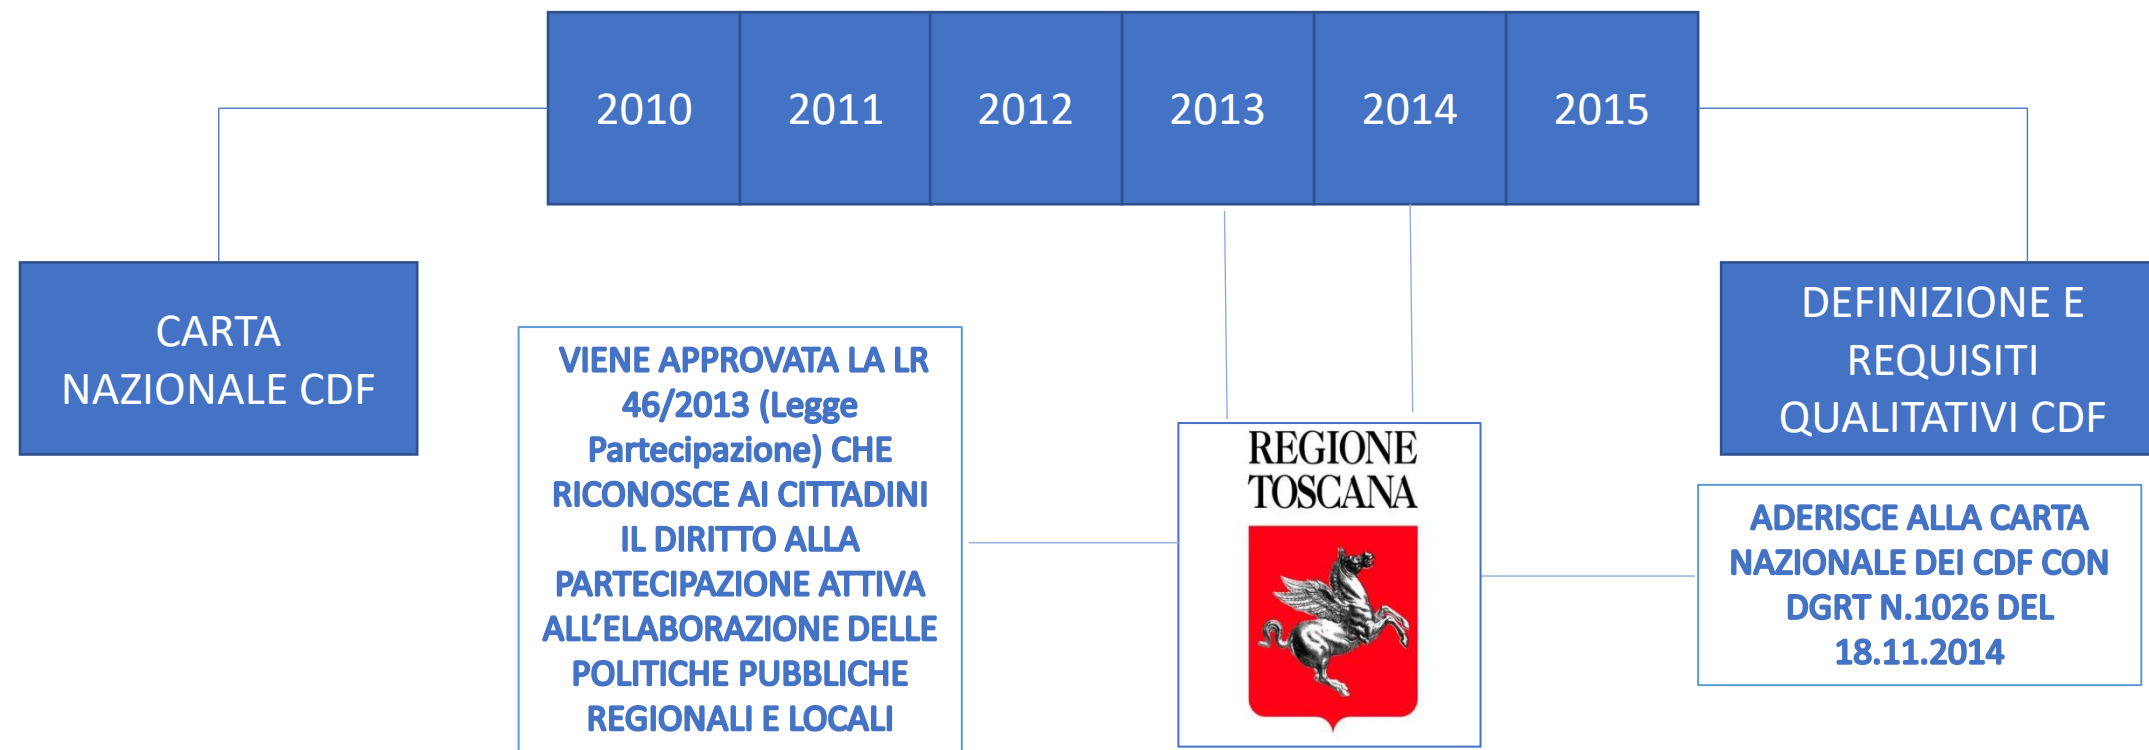 2010
2011
2012
2013
2014
2015
CARTA
NAZIONALE CDF
VIENE APPROVATA LA LR
46/2013 (Legge
Partecipazione) CHE
RICONOSCE AI CITTADINI
IL DIRITTO ALLA
PARTECIPAZIONE ATTIVA
ALL’ELABORAZIONE DELLE
POLITICHE PUBBLICHE
REGIONALI E LOCALI
REGIONE
TOSCANA
DEFINIZIONE E
REQUISITI
QUALITATIVI CDF
ADERISCE ALLA CARTA
NAZIONALE DEI CDF CON
DGRT N.1026 DEL
18.11.2014